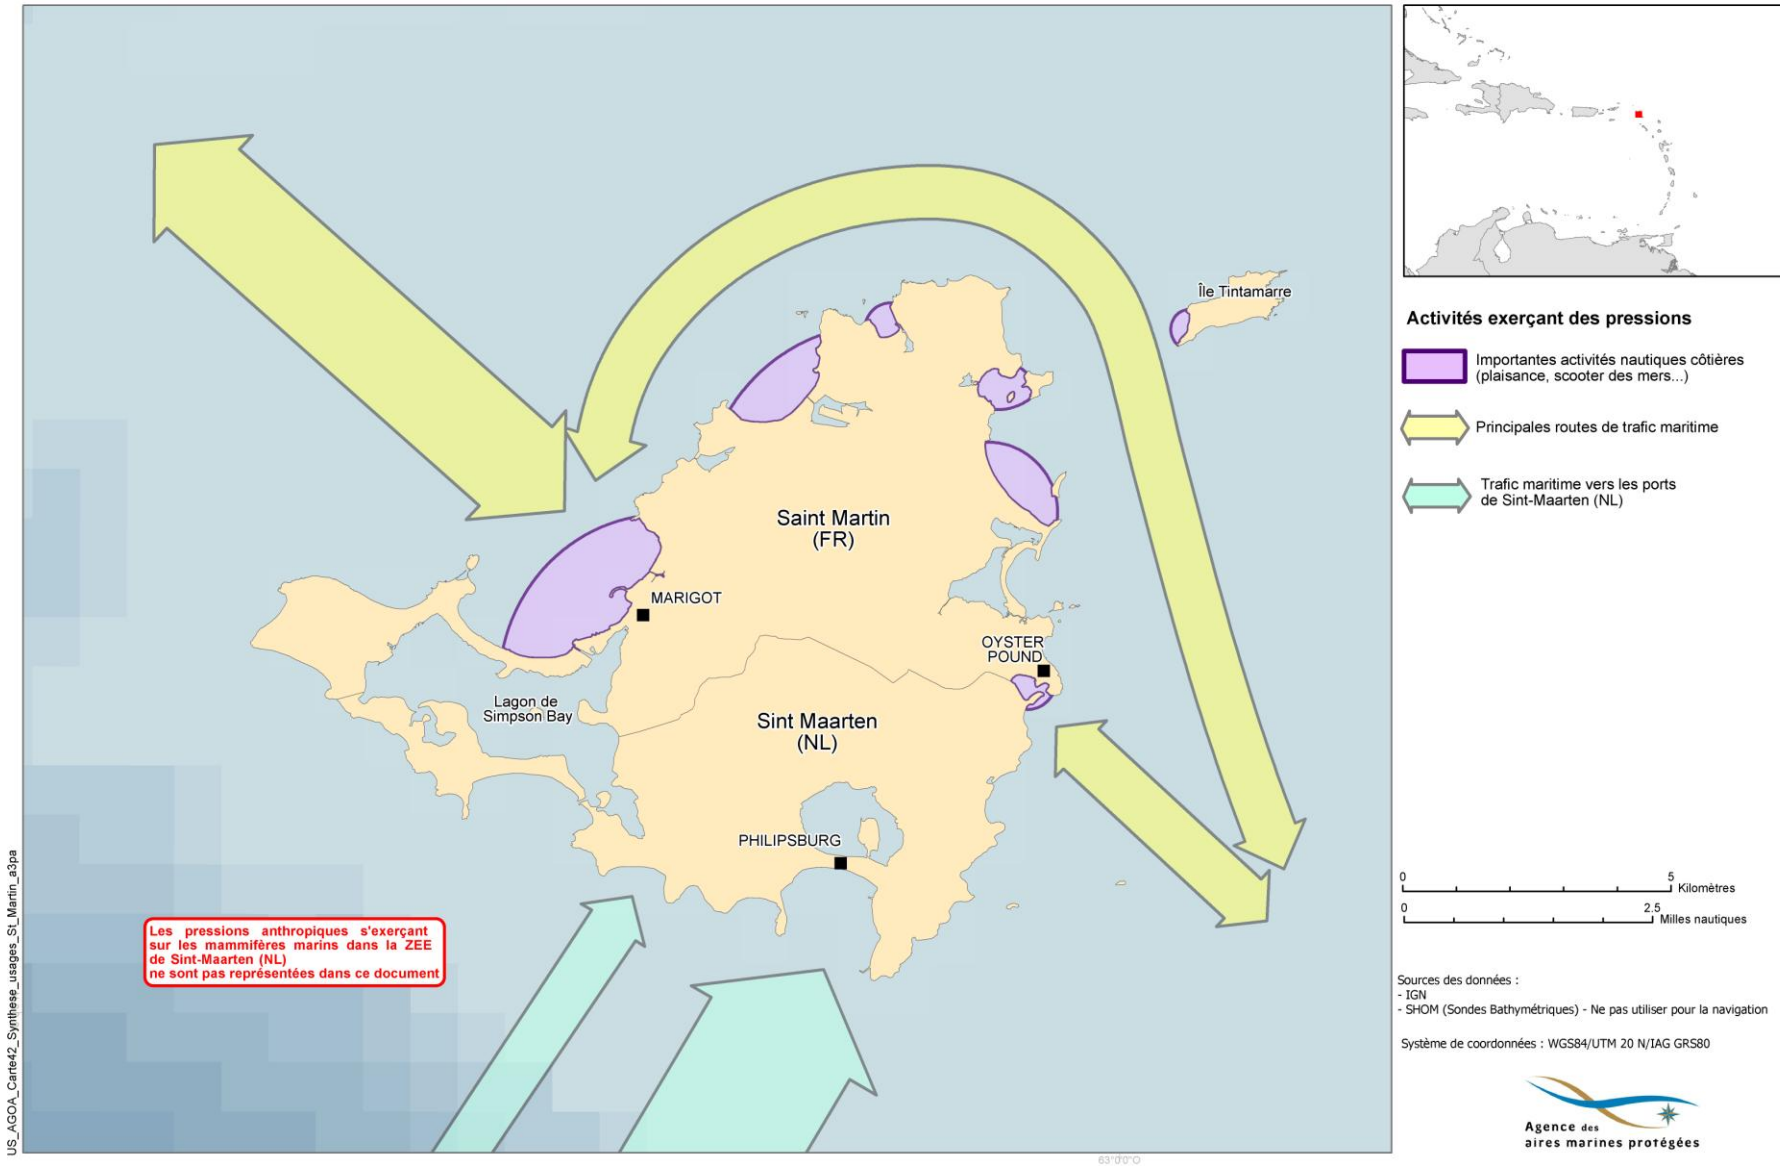 Île Tintamarre
Saint Martin
(FR)
MARIGOT
OYSTER
POUND
Lagon de
Simpson Bay
Sint Maarten
(NL)
PHILIPSBURG
Les pressions anthropiques s'exerçant
sur les mammifères marins dans la ZEE
de Sint-Maarten (NL)
ne sont pas représentées dans ce document
US_AGOA_Carte42_Synthese_usages_St_Martin_a3pa
63°0'0"O
Activités exerçant des pressions
Importantes activités nautiques côtières
(plaisance, scooter des mers...)
Principales routes de trafic maritime
Trafic maritime vers les ports
de Sint-Maarten (NL)
0 5
Kilomètres
0 2.5
Milles nautiques
Sources des données :
- IGN
- SHOM (Sondes Bathymétriques) - Ne pas utiliser pour la navigation
Système de coordonnées : WGS84/UTM 20 N/IAG GRS80
Agence des
aires marines protégées